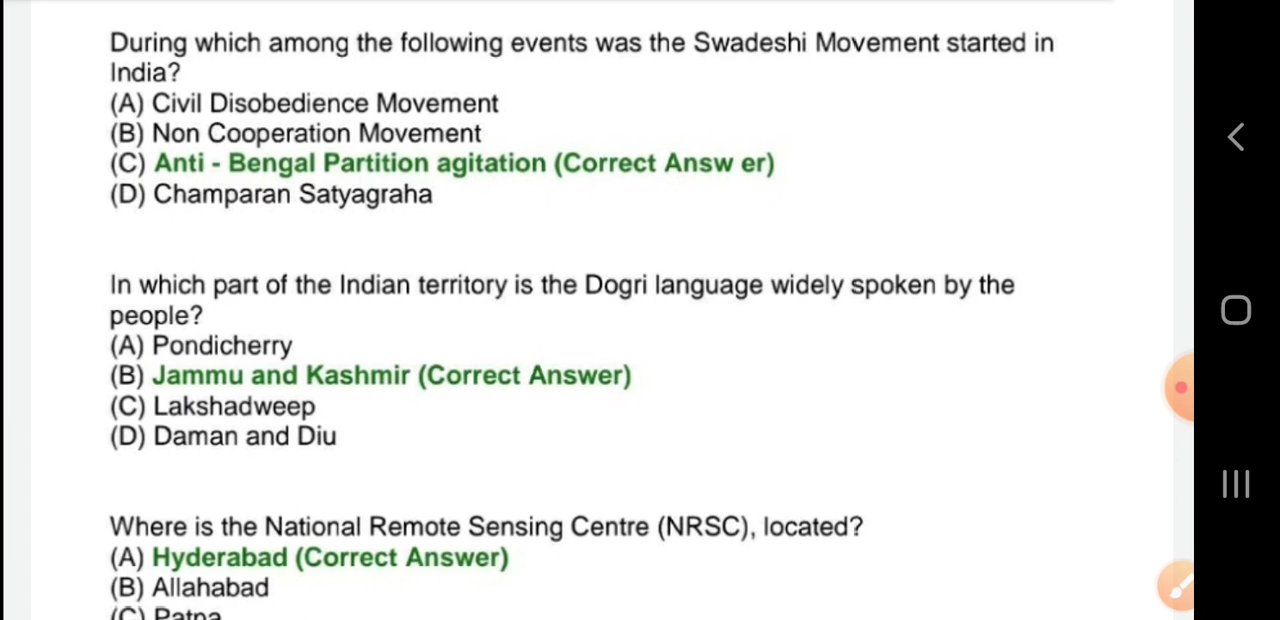 During which among the following events was the Swadeshi Movement started in
India?
(A) Civil Disobedience Movement
(B) Non Cooperation Movement
(C) Anti - Bengal Partition agitation (Correct Answ er)
(D) Champaran Satyagraha
In which part of the Indian territory is the Dogri language widely spoken by the
people?
(A) Pondicherry
(B) Jammu and Kashmir (Correct Answer)
(C) Lakshadweep
(D) Daman and Diu
Where is the National Remote Sensing Centre (NRSC), located?
(A) Hyderabad (Correct Answer)
(B) Allahabad
(C) Patna